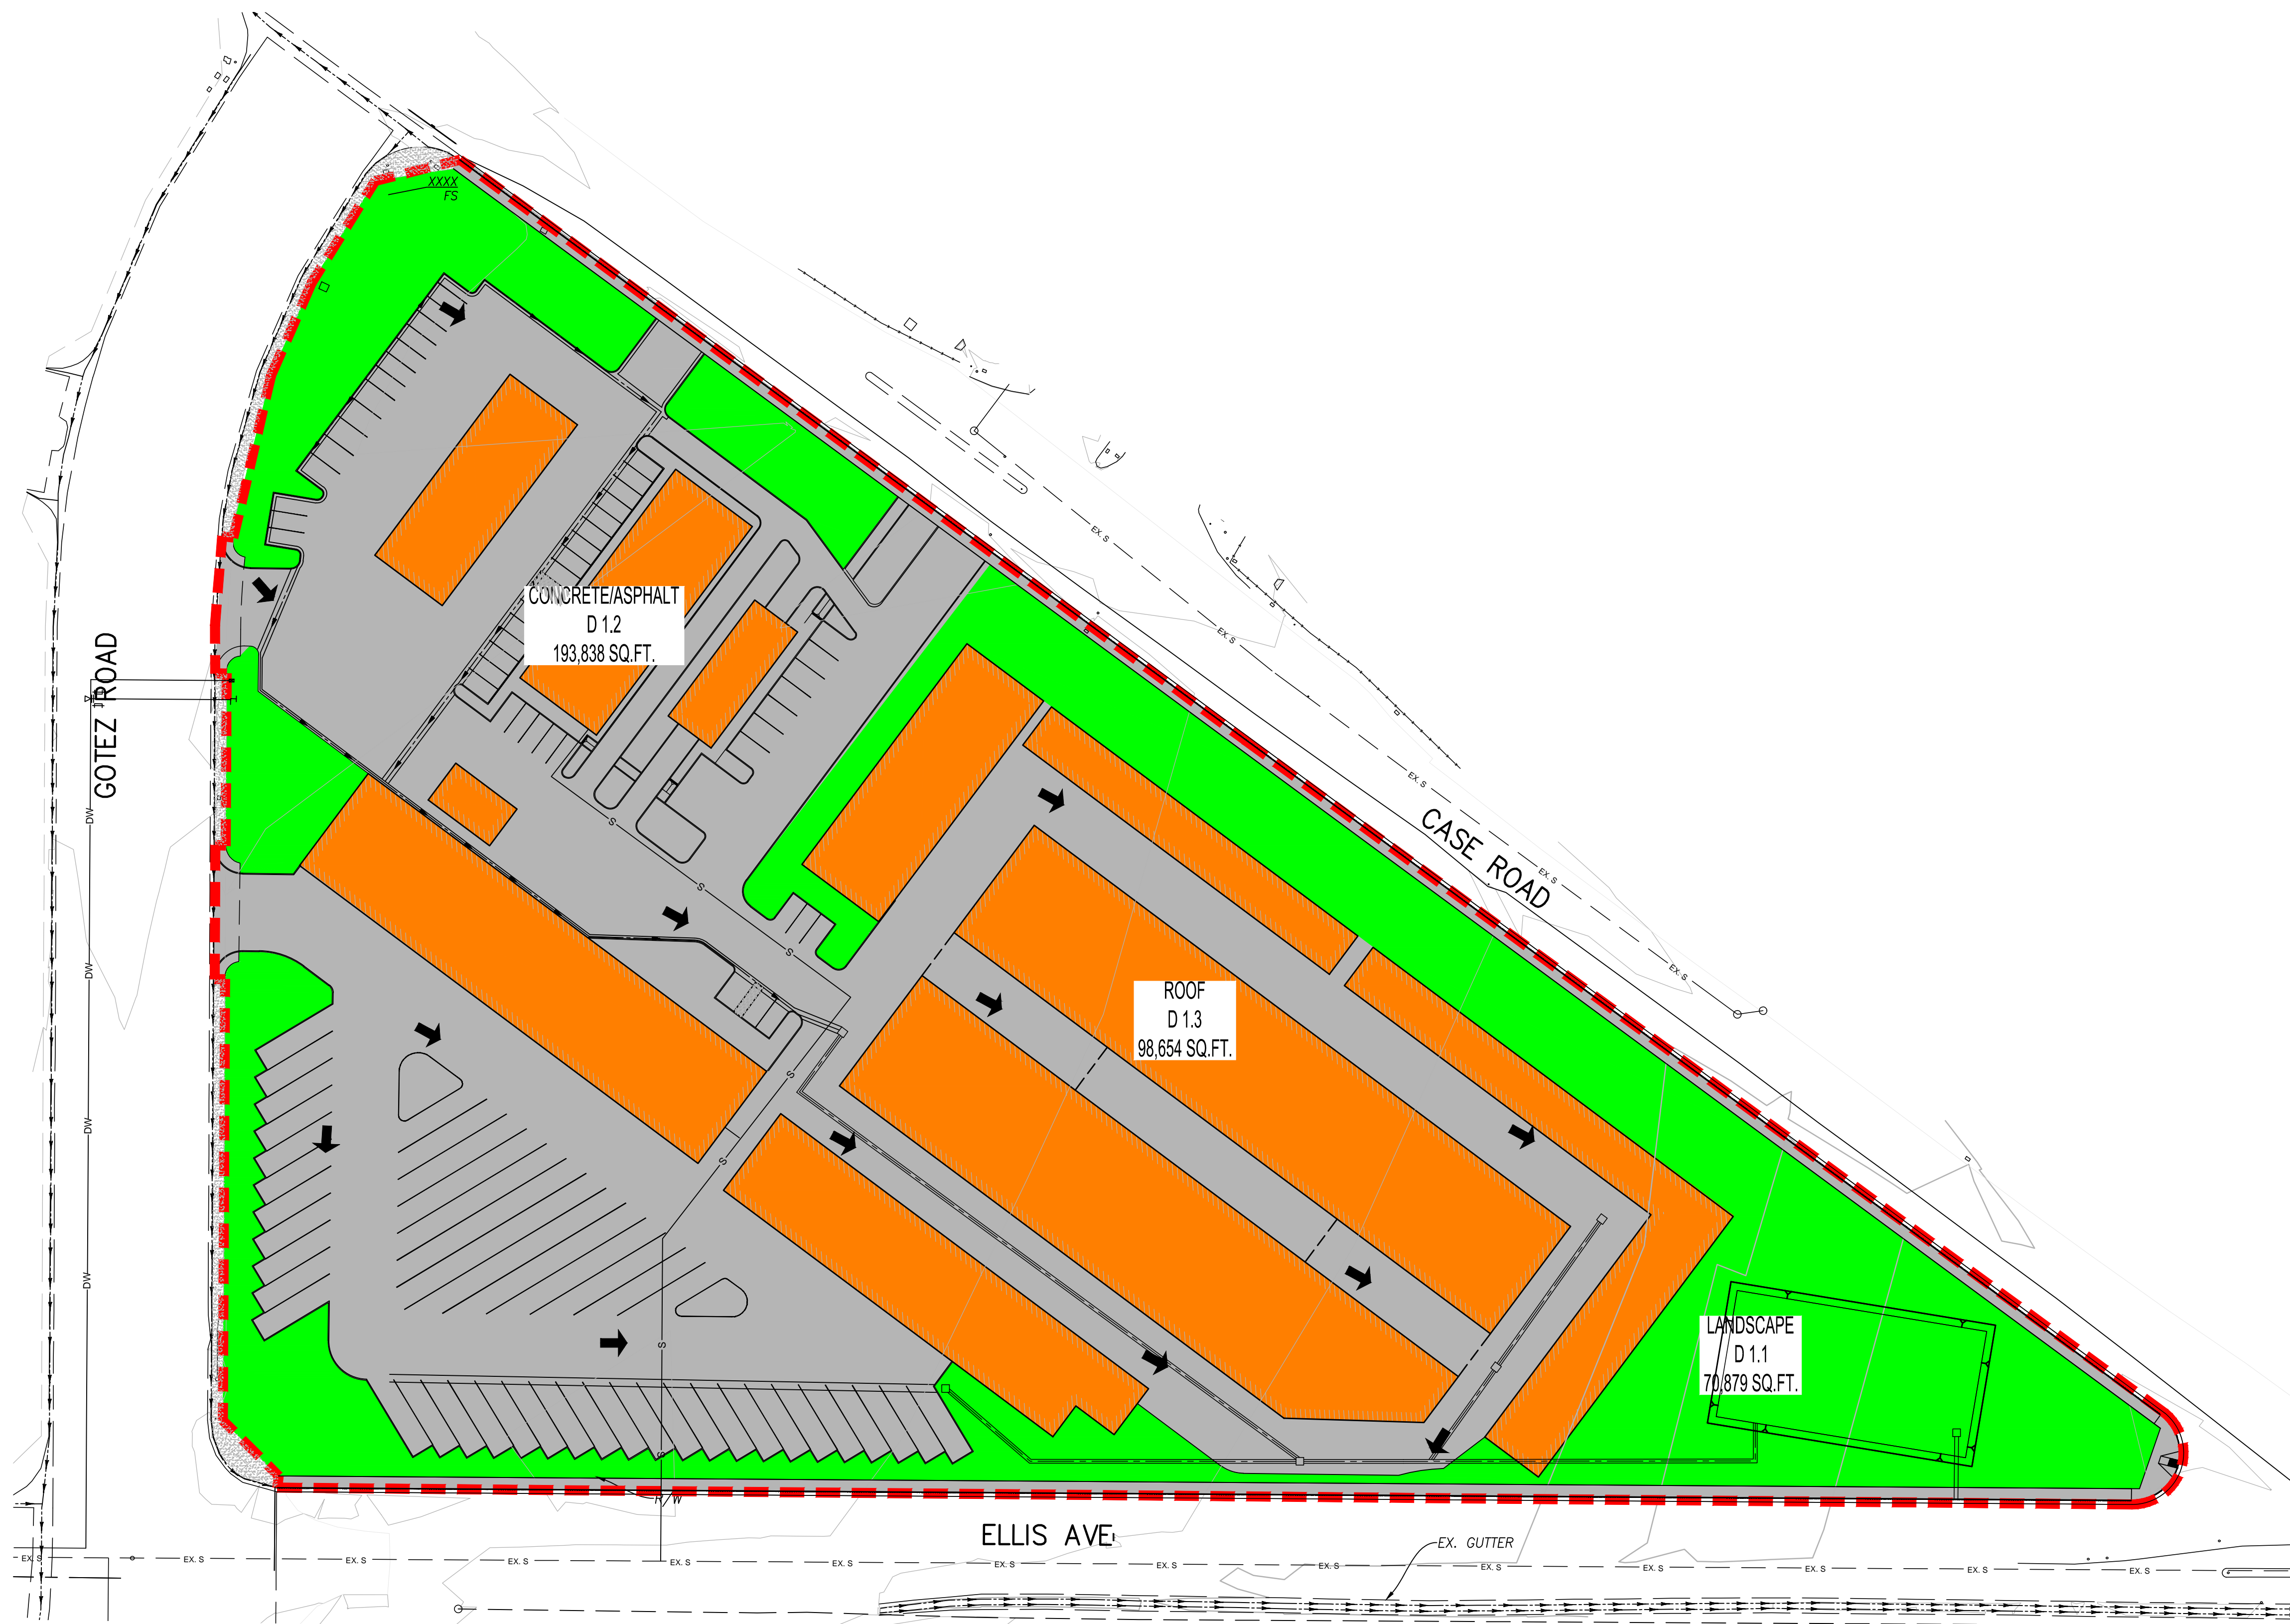 XXXX
FS
EX. S
CONCRETE/ASPHALT
D 1.2
193,838 SQ.FT.
EX. S
GOTEZ ROAD
EX. S
DW
S
CASE ROAD
S
EX. S
DW
S
EX. S
ROOF
D 1.3
98,654 SQ.FT.
S
DW
S
DW
LANDSCAPE
D 1.1
70,879 SQ.FT.
S
S
R/W
ELLIS AVE
EX. GUTTER
EX. S
EX. S
EX. S
EX. S
EX. S
EX. S
EX. S
EX. S
EX. S
EX. S
EX. S
EX. S
EX. S
EX. S